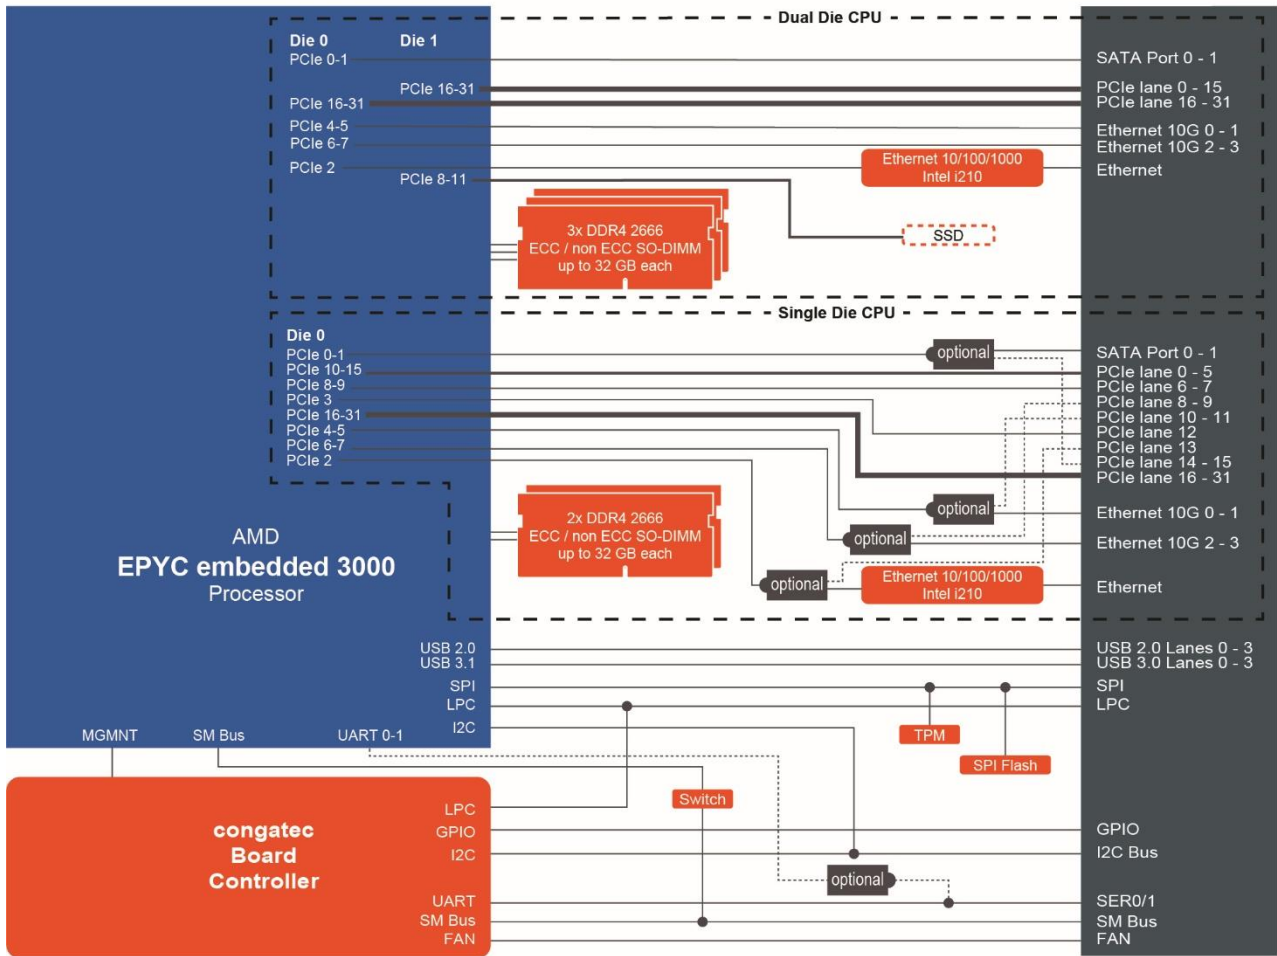 Dual Die CPU
Die 0
Die 1
PCIe 0-1
SATA Port 0 - 1
PCIe 16-31
PCIe lane 0 - 15
PCIe 16-31
PCIe lane 16 - 31
PCIe 4-5
Ethernet 10G 0 - 1
PCIe 6-7
Ethernet 10G 2 - 3
PCIe 2
Ethernet 10/100/1000
Intel i210
Ethernet
PCIe 8-11
3x DDR4 2666
ECC / non ECC SO-DIMM
up to 32 GB each
SSD
Single Die CPU
Die 0
PCIe 0-1
optional
SATA Port 0 - 1
PCIe 10-15
PCIe lane 0 - 5
PCIe 8-9
PCIe lane 6 - 7
PCIe 3
PCIe lane 8 - 9
PCIe 16-31
PCIe lane 10 - 11
PCIe 4-5
PCIe lane 12
PCIe 6-7
PCIe lane 13
PCIe 2
PCIe lane 14 - 15
PCIe lane 16 - 31
2x DDR4 2666
ECC / non ECC SO-DIMM
up to 32 GB each
optional
Ethernet 10G 0 - 1
optional
Ethernet 10G 2 - 3
optional
Ethernet 10/100/1000
Intel i210
Ethernet
AMD
EPYC embedded 3000
Processor
USB 2.0
USB 2.0 Lanes 0 - 3
USB 3.1
USB 3.0 Lanes 0 - 3
SPI
SPI
LPC
LPC
I2C
TPM
SPI Flash
MGMNT
SM Bus
UART 0-1
Switch
congatec
Board
Controller
LPC
GPIO
GPIO
I2C
I2C Bus
optional
UART
SER0/1
SM Bus
SM Bus
FAN
FAN